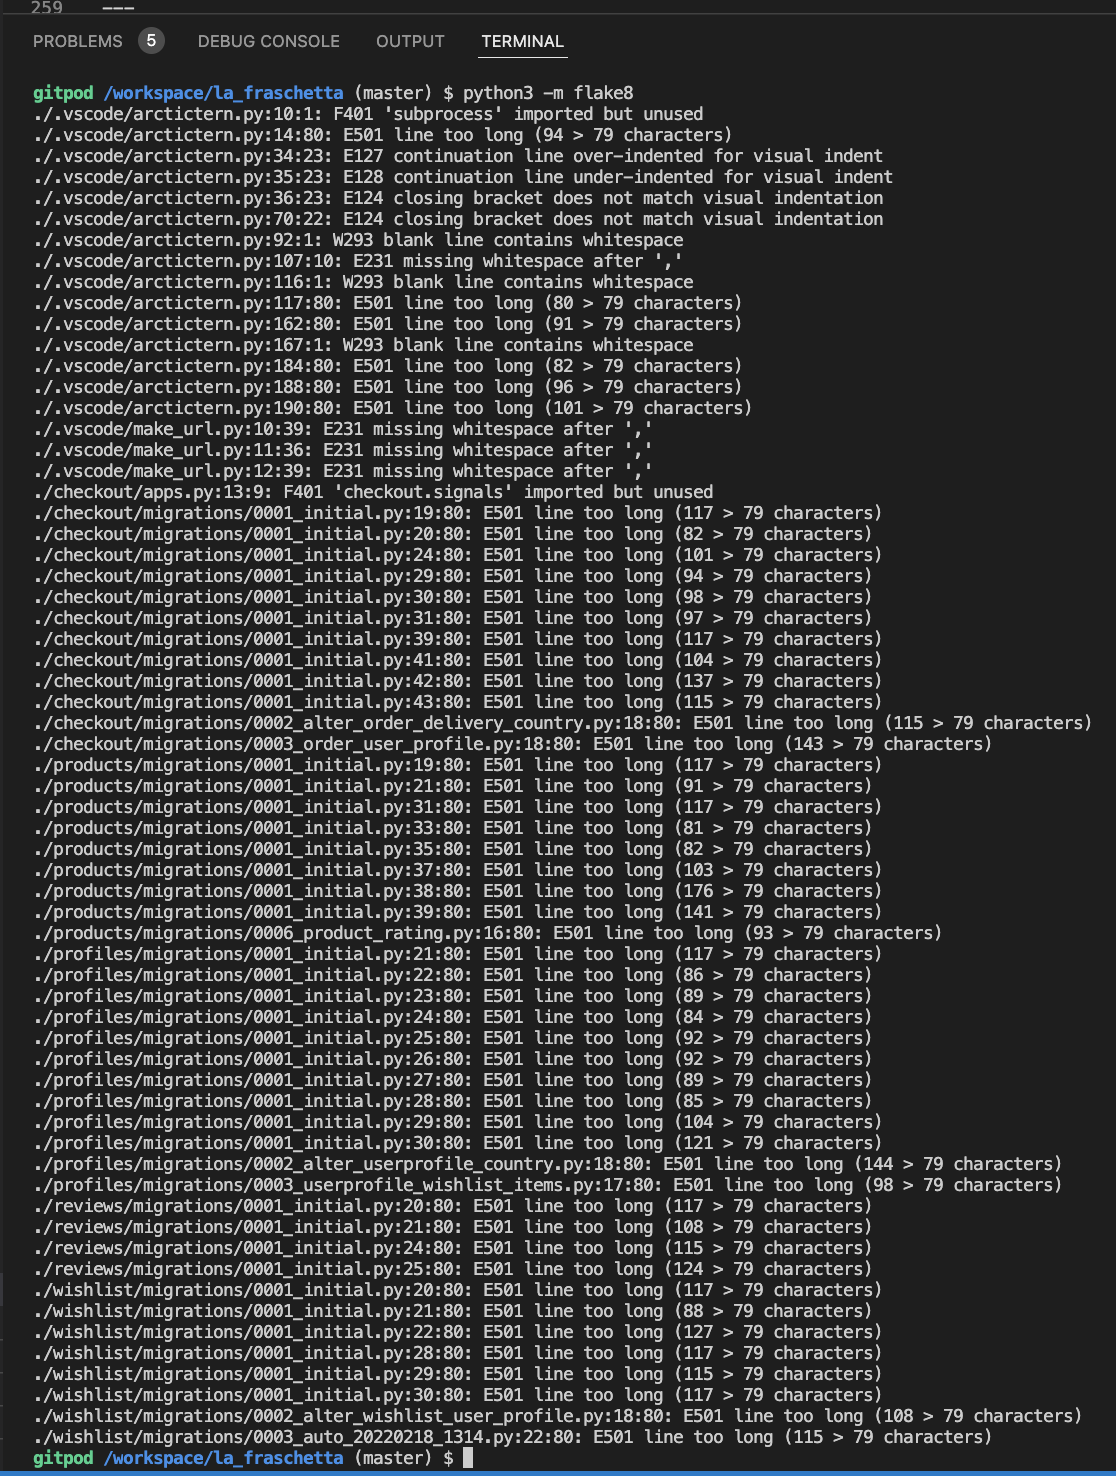 259 ———
PROBLEMS 5 DEBUG CONSOLE OUTPUT TERMINAL
gitpod /workspace/la_fraschetta (master) $ python3 -m flake8
./.vscode/arctictern.py:10:1: F401 'subprocess' imported but unused
./.vscode/arctictern.py:14:80: E501 line too long (94 > 79 characters)
./.vscode/arctictern.py:34:23: E127 continuation line over-indented for visual indent
./.vscode/arctictern.py:35:23: E128 continuation line under-indented for visual indent
./.vscode/arctictern.py:36:23: E124 closing bracket does not match visual indentation
./.vscode/arctictern.py:70:22: E124 closing bracket does not match visual indentation
./.vscode/arctictern.py:92:1: W293 blank line contains whitespace
./.vscode/arctictern.py:107:10: E231 missing whitespace after ','
./.vscode/arctictern.py:116:1: W293 blank line contains whitespace
./.vscode/arctictern.py:117:80: E501 line too long (80 > 79 characters)
./.vscode/arctictern.py:162:80: E501 line too long (91 > 79 characters)
./.vscode/arctictern.py:167:1: W293 blank line contains whitespace
./.vscode/arctictern.py:184:80: E501 line too long (82 > 79 characters)
./.vscode/arctictern.py:188:80: E501 line too long (96 > 79 characters)
./.vscode/arctictern.py:190:80: E501 line too long (101 > 79 characters)
./.vscode/make_url.py:10:39: E231 missing whitespace after ','
./.vscode/make_url.py:11:36: E231 missing whitespace after ','
./.vscode/make_url.py:12:39: E231 missing whitespace after ','
./checkout/apps.py:13:9: F401 'checkout.signals' imported but unused
./checkout/migrations/0001_initial.py:19:80: E501 line too long (117 > 79 characters)
./checkout/migrations/0001_initial.py:20:80: E501 line too long (82 > 79 characters)
./checkout/migrations/0001_initial.py:24:80: E501 line too long (101 > 79 characters)
./checkout/migrations/0001_initial.py:29:80: E501 line too long (94 > 79 characters)
./checkout/migrations/0001_initial.py:30:80: E501 line too long (98 > 79 characters)
./checkout/migrations/0001_initial.py:31:80: E501 line too long (97 > 79 characters)
./checkout/migrations/0001_initial.py:39:80: E501 line too long (117 > 79 characters)
./checkout/migrations/0001_initial.py:41:80: E501 line too long (104 > 79 characters)
./checkout/migrations/0001_initial.py:42:80: E501 line too long (137 > 79 characters)
./checkout/migrations/0001_initial.py:43:80: E501 line too long (115 > 79 characters)
./checkout/migrations/0002_alter_order_delivery_country.py:18:80: E501 line too long (115 > 79 characters)
./checkout/migrations/0003_order_user_profile.py:18:80: E501 line too long (143 > 79 characters)
./products/migrations/0001_initial.py:19:80: E501 line too long (117 > 79 characters)
./products/migrations/0001_initial.py:21:80: E501 line too long (91 > 79 characters)
./products/migrations/0001_initial.py:31:80: E501 line too long (117 > 79 characters)
./products/migrations/0001_initial.py:33:80: E501 line too long (81 > 79 characters)
./products/migrations/0001_initial.py:35:80: E501 line too long (82 > 79 characters)
./products/migrations/0001_initial.py:37:80: E501 line too long (103 > 79 characters)
./products/migrations/0001_initial.py:38:80: E501 line too long (176 > 79 characters)
./products/migrations/0001_initial.py:39:80: E501 line too long (141 > 79 characters)
./products/migrations/0006_product_rating.py:16:80: E501 line too long (93 > 79 characters)
./profiles/migrations/0001_initial.py:21:80: E501 line too long (117 > 79 characters)
./profiles/migrations/0001_initial.py:22:80: E501 line too long (86 > 79 characters)
./profiles/migrations/0001_initial.py:23:80: E501 line too long (89 > 79 characters)
./profiles/migrations/0001_initial.py:24:80: E501 line too long (84 > 79 characters)
./profiles/migrations/0001_initial.py:25:80: E501 line too long (92 > 79 characters)
./profiles/migrations/0001_initial.py:26:80: E501 line too long (92 > 79 characters)
./profiles/migrations/0001_initial.py:27:80: E501 line too long (89 > 79 characters)
./profiles/migrations/0001_initial.py:28:80: E501 line too long (85 > 79 characters)
./profiles/migrations/0001_initial.py:29:80: E501 line too long (104 > 79 characters)
./profiles/migrations/0001_initial.py:30:80: E501 line too long (121 > 79 characters)
./profiles/migrations/0002_alter_userprofile_country.py:18:80: E501 line too long (144 > 79 characters)
./profiles/migrations/0003_userprofile_wishlist_items.py:17:80: E501 line too long (98 > 79 characters)
./reviews/migrations/0001_initial.py:20:80: E501 line too long (117 > 79 characters)
./reviews/migrations/0001_initial.py:21:80: E501 line too long (108 > 79 characters)
./reviews/migrations/0001_initial.py:24:80: E501 line too long (115 > 79 characters)
./reviews/migrations/0001_initial.py:25:80: E501 line too long (124 > 79 characters)
./wishlist/migrations/0001_initial.py:20:80: E501 line too long (117 > 79 characters)
./wishlist/migrations/0001_initial.py:21:80: E501 line too long (88 > 79 characters)
./wishlist/migrations/0001_initial.py:22:80: E501 line too long (127 > 79 characters)
./wishlist/migrations/0001_initial.py:28:80: E501 line too long (117 > 79 characters)
./wishlist/migrations/0001_initial.py:29:80: E501 line too long (115 > 79 characters)
./wishlist/migrations/0001_initial.py:30:80: E501 line too long (117 > 79 characters)
./wishlist/migrations/0002_alter_wishlist_user_profile.py:18:80: E501 line too long (108 > 79 characters)
./wishlist/migrations/0003_auto_20220218_1314.py:22:80: E501 line too long (115 > 79 characters)
gitpod /workspace/la_fraschetta (master) $